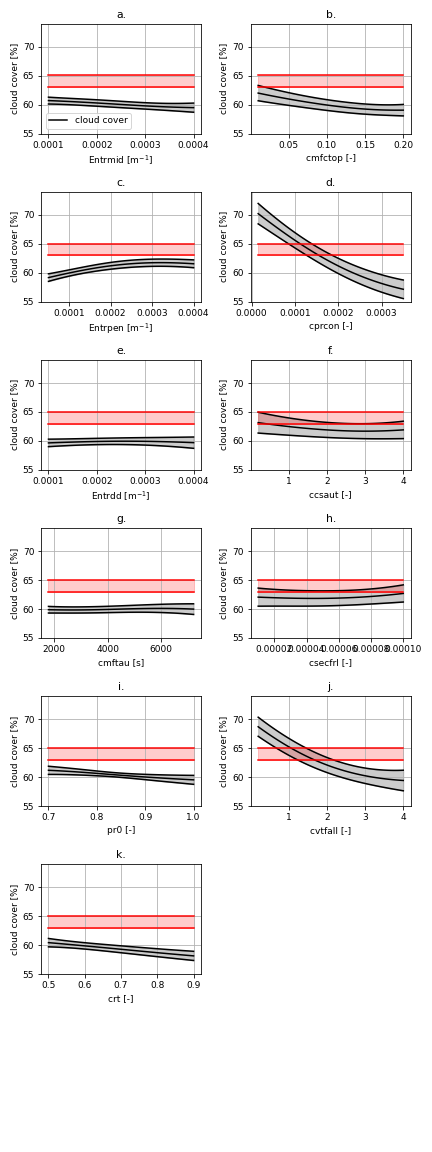 a.
cloud cover [%]
70
65
60
55
cloud cover
0.0001 0.0002 0.0003 0.0004
Entrmid [m⁻¹]
b.
cloud cover [%]
70
65
60
55
0.05 0.10 0.15 0.20
cmfctop [-]
c.
cloud cover [%]
70
65
60
55
0.0001 0.0002 0.0003 0.0004
Entrpen [m⁻¹]
d.
cloud cover [%]
70
65
60
55
0.0000 0.0001 0.0002 0.0003
cprcon [-]
e.
cloud cover [%]
70
65
60
55
0.0001 0.0002 0.0003 0.0004
Entrdd [m⁻¹]
f.
cloud cover [%]
70
65
60
55
1 2 3 4
ccsaut [-]
g.
cloud cover [%]
70
65
60
55
2000 4000 6000
cmftau [s]
h.
cloud cover [%]
70
65
60
55
0.00002 0.00004 0.00006 0.00008 0.00010
csecfrl [-]
i.
cloud cover [%]
70
65
60
55
0.7 0.8 0.9 1.0
pr0 [-]
j.
cloud cover [%]
70
65
60
55
1 2 3 4
cvtfall [-]
k.
cloud cover [%]
70
65
60
55
0.5 0.6 0.7 0.8 0.9
crt [-]